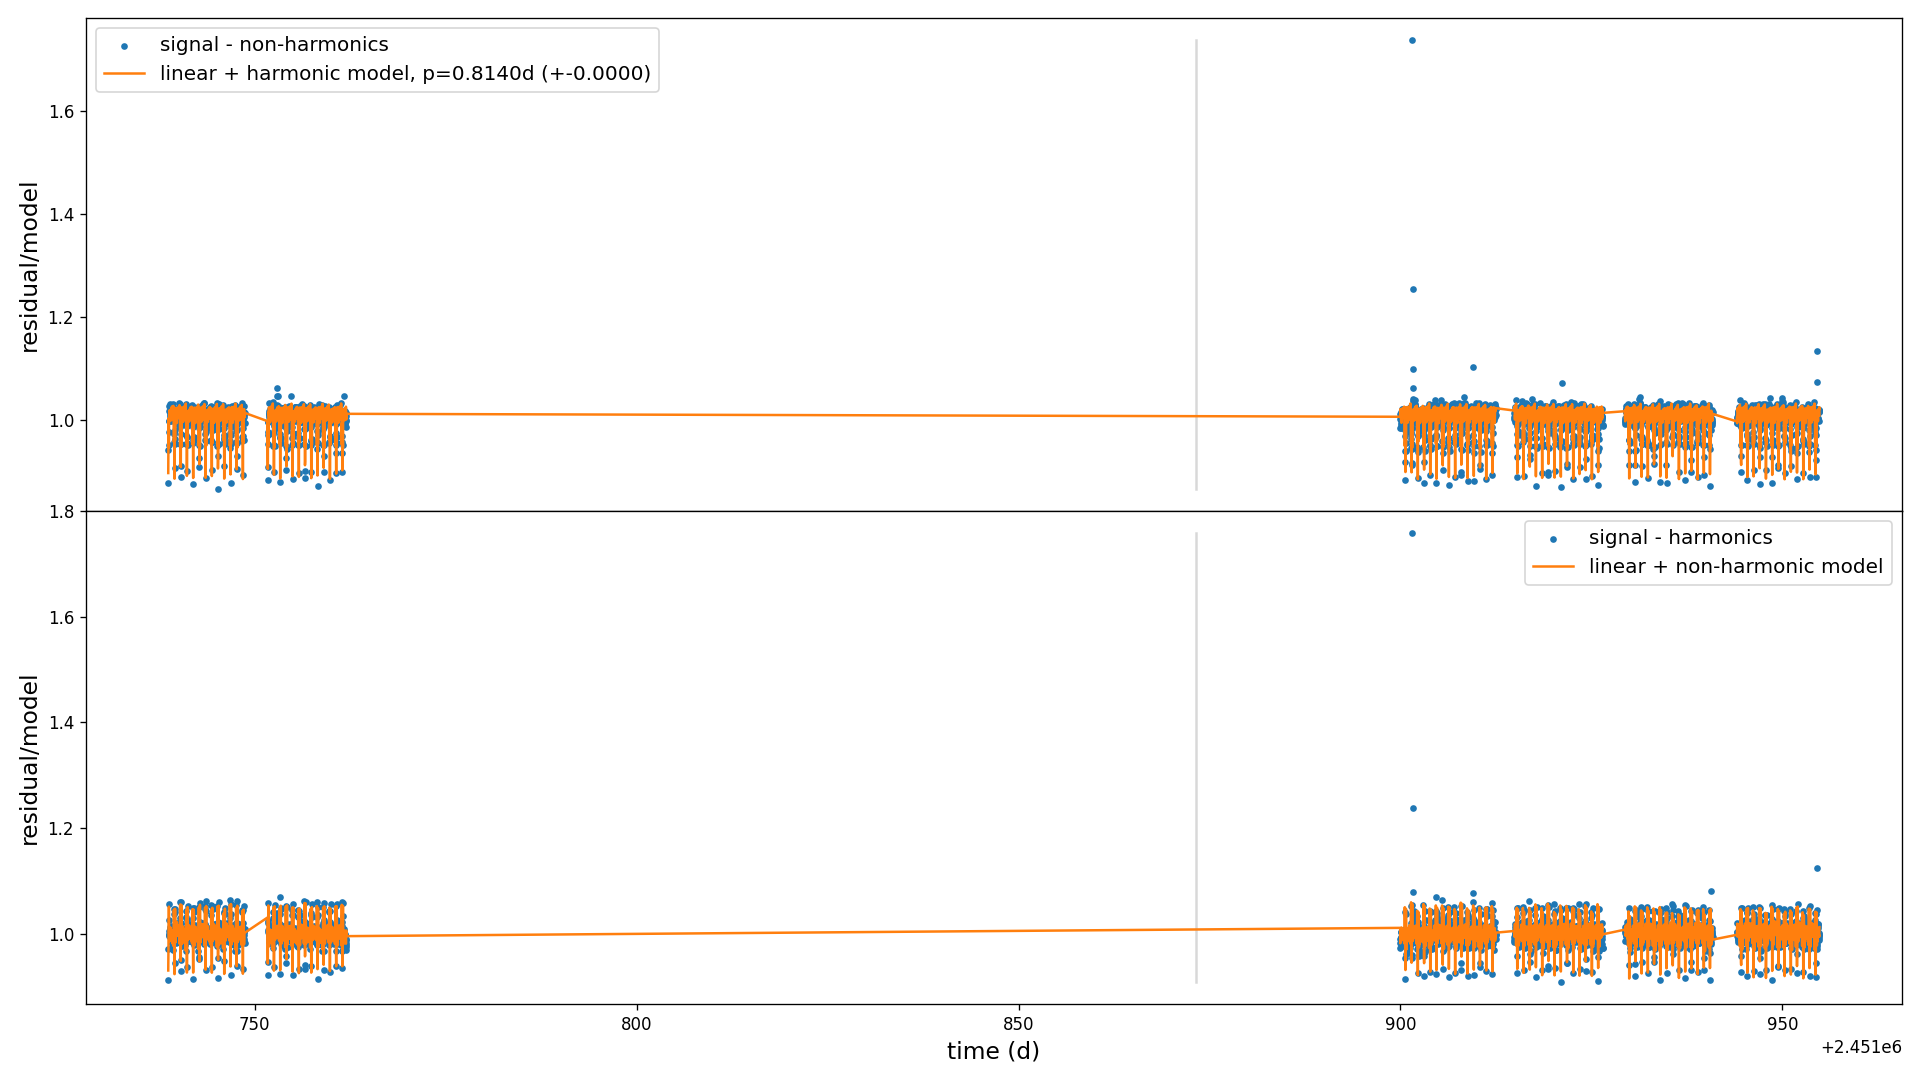 signal - non-harmonics
linear + harmonic model, p=0.8140d (+-0.0000)
residual/model
1.6
1.4
1.2
1.0
1.8
signal - harmonics
linear + non-harmonic model
residual/model
1.6
1.4
1.2
1.0
750
800
850
900
950
time (d)
+2.451e6